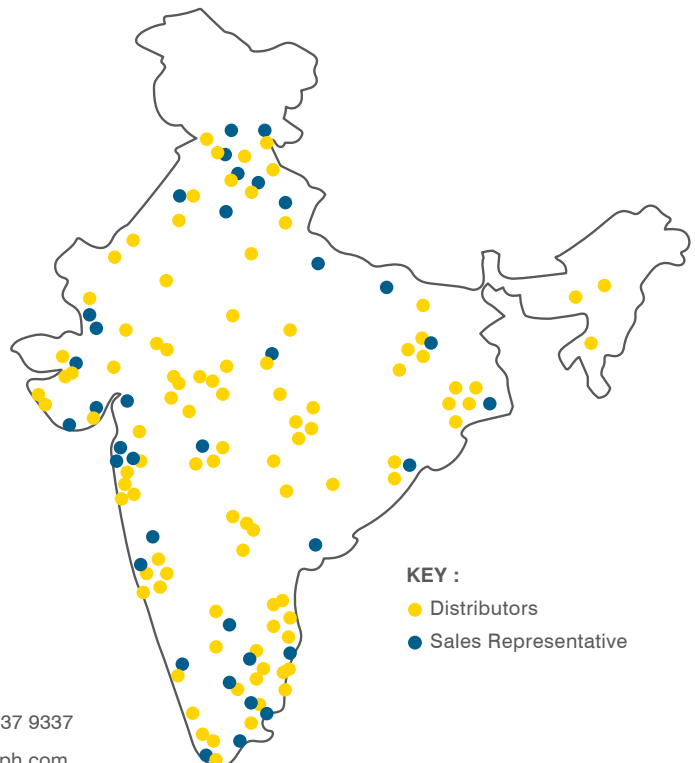 KEY :
Distributors
Sales Representative
37 9337
ph.com